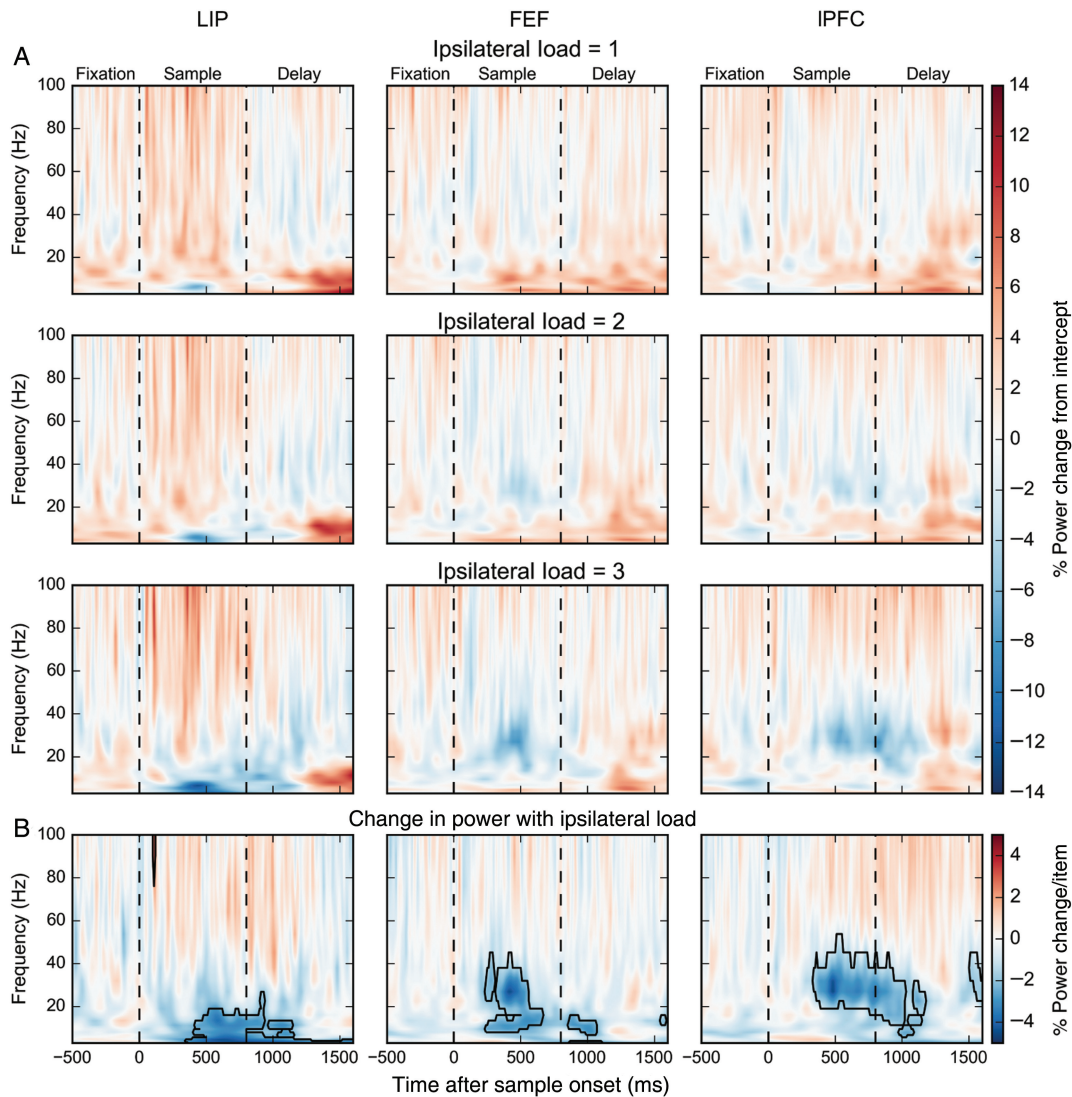 LIP FEF lPFC
A
Ipsilateral load = 1
Fixation Sample Delay Fixation Sample Delay Fixation Sample Delay
100
80
60
40
20
Frequency (Hz)
Ipsilateral load = 2
100
80
60
40
20
Frequency (Hz)
Ipsilateral load = 3
100
80
60
40
20
Frequency (Hz)
14
12
10
8
6
4
2
0
−2
−4
−6
−8
−10
−12
−14
% Power change from intercept
B
Change in power with ipsilateral load
100
80
60
40
20
Frequency (Hz)
−500 0 500 1000 1500 −500 0 500 1000 1500 −500 0 500 1000 1500
Time after sample onset (ms)
4
2
0
−2
−4
% Power change/item